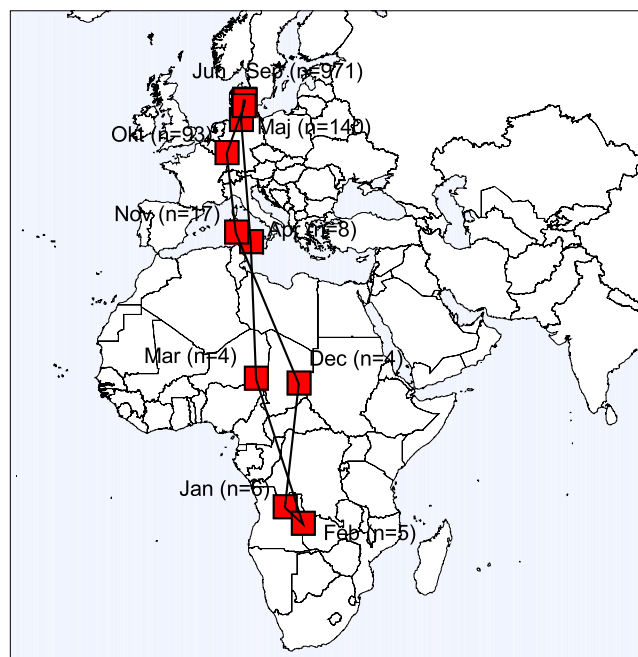 Jun - Sep (n=971)
Okt (n=93)
Maj (n=140)
Nov (n=17)
Apr (n=8)
Mar (n=4)
Dec (n=4)
Jan (n=6)
Feb (n=5)